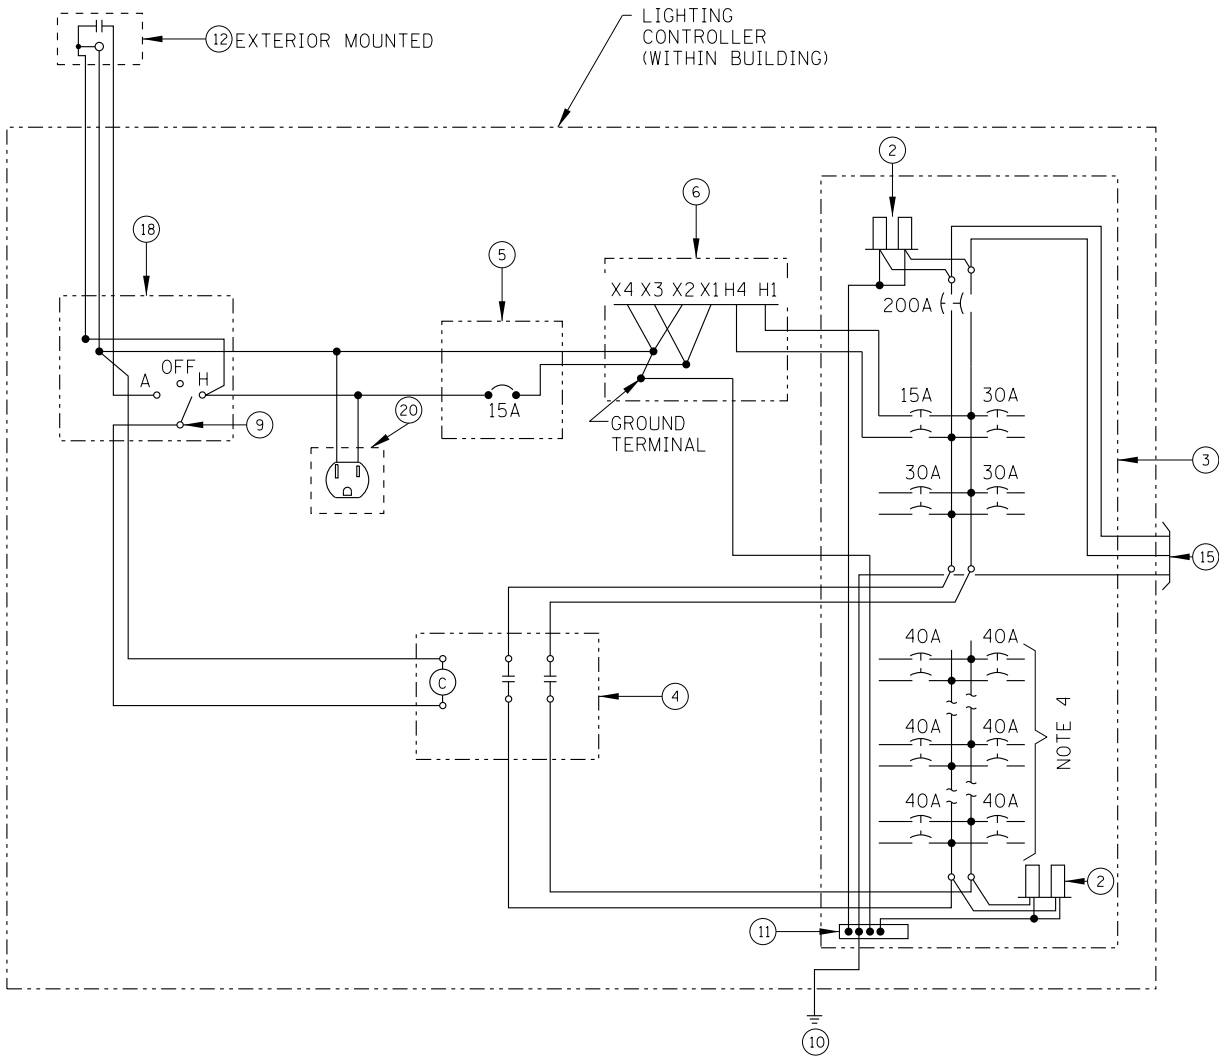 LIGHTING
CONTROLLER
(WITHIN BUILDING)
12 EXTERIOR MOUNTED
2
6
18
5
X4 X3 X2 X1 H4 H1
200A
OFF
A H
15A
15A 30A
20
9
GROUND
TERMINAL
3
30A 30A
15
40A 40A
C
4
NOTE 4
40A 40A
40A 40A
2
11
10